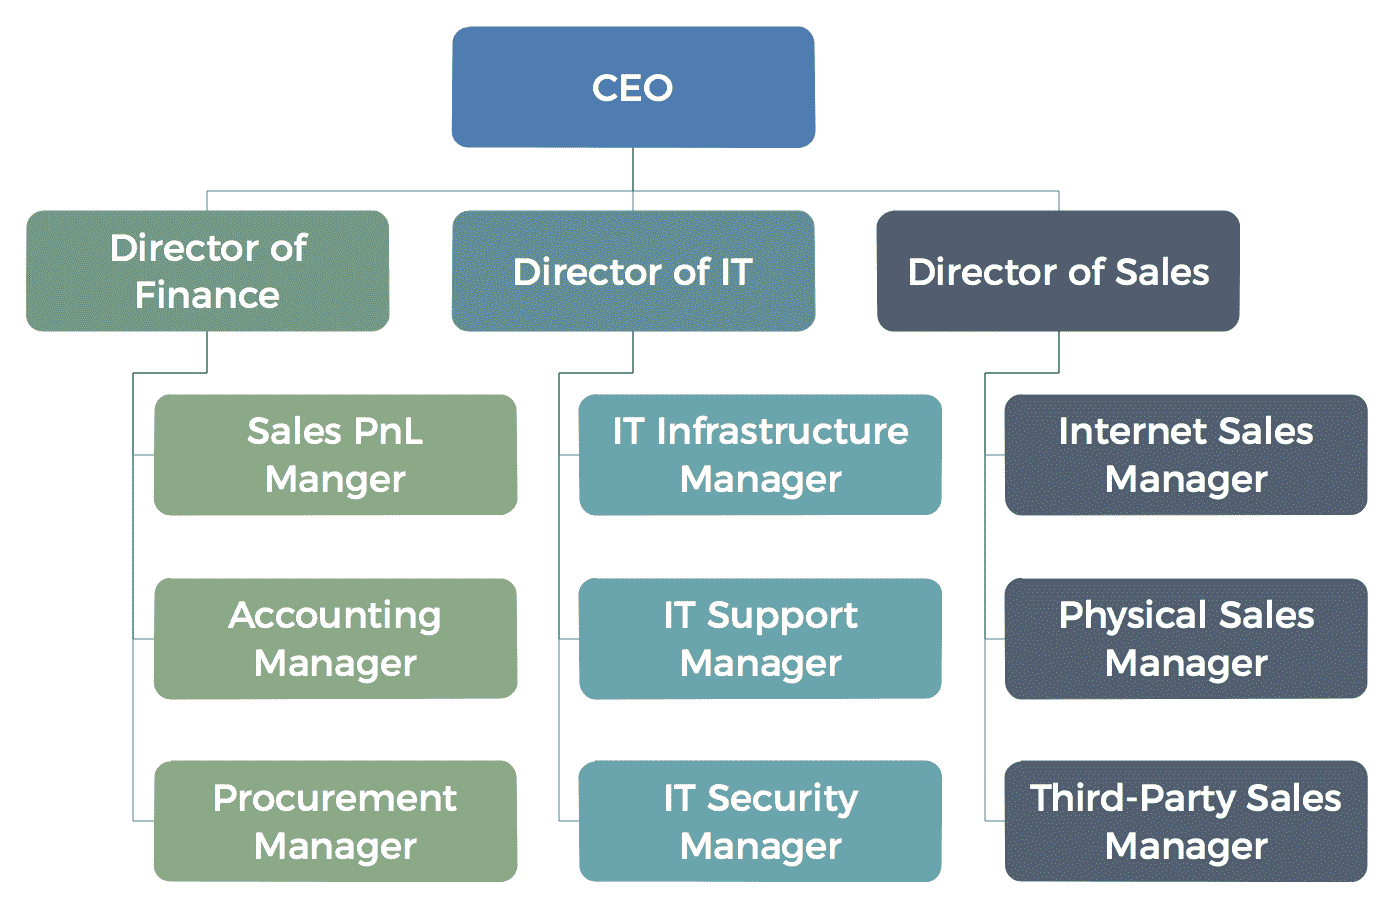 CEO
Director of
Finance
Director of IT
Director of Sales
Sales PnL
Manger
IT Infrastructure
Manager
Internet Sales
Manager
Accounting
Manager
IT Support
Manager
Physical Sales
Manager
Procurement
Manager
IT Security
Manager
Third-Party Sales
Manager